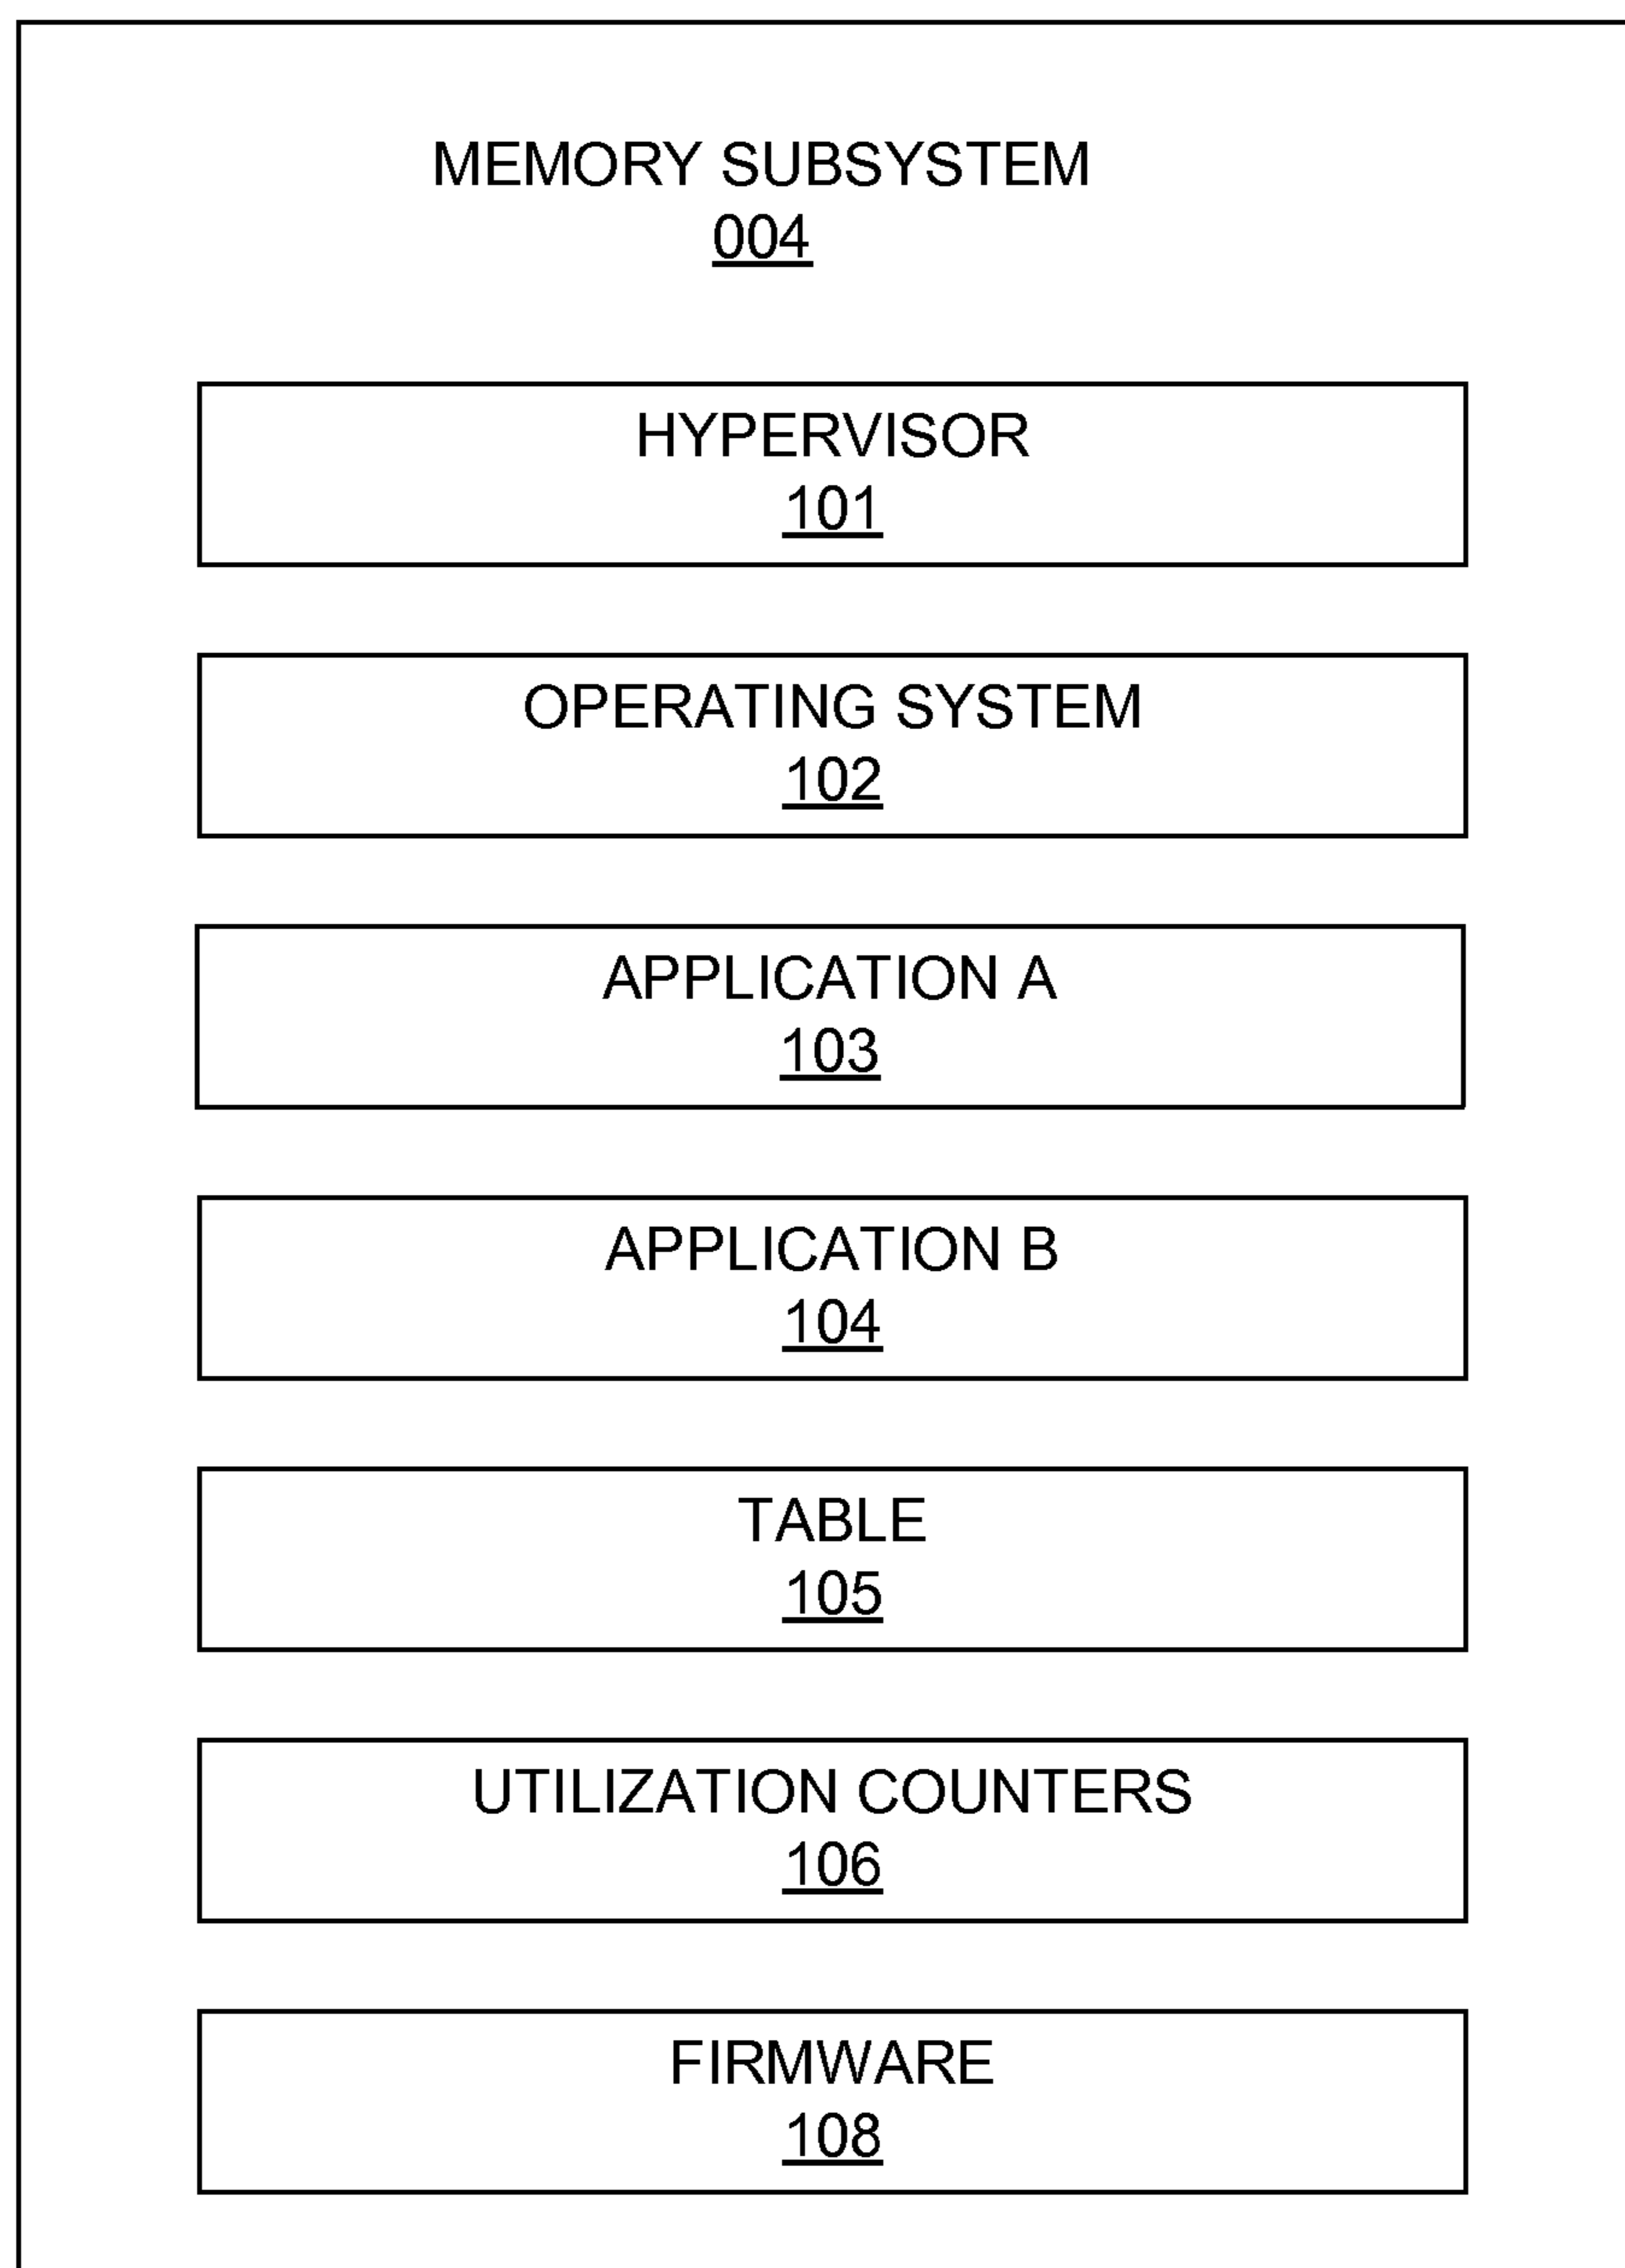 MEMORY SUBSYSTEM
004
HYPERVISOR
101
OPERATING SYSTEM
102
APPLICATION A
103
APPLICATION B
104
TABLE
105
UTILIZATION COUNTERS
106
FIRMWARE
108